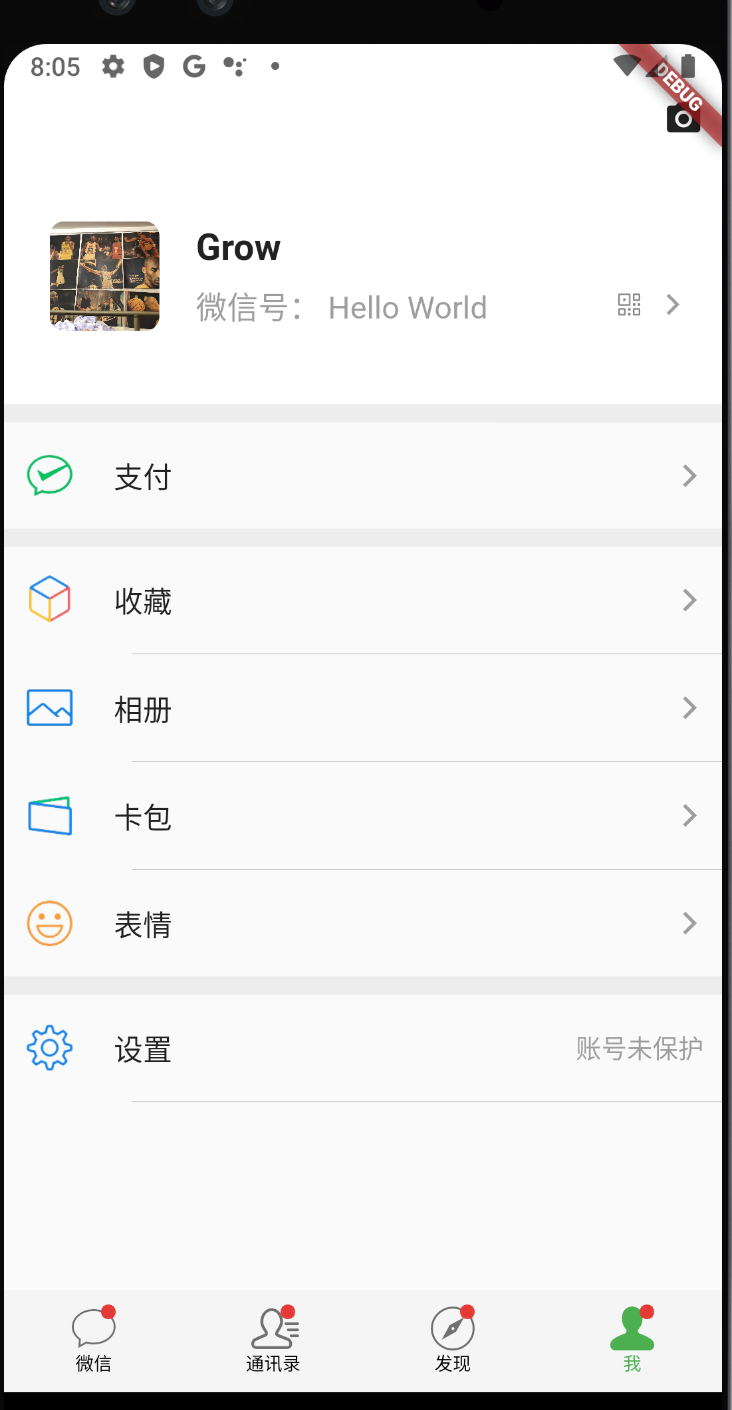 8:05
DEBUG
Grow
微信号： Hello World
支付
收藏
相册
卡包
表情
设置
账号未保护
微信
通讯录
发现
我